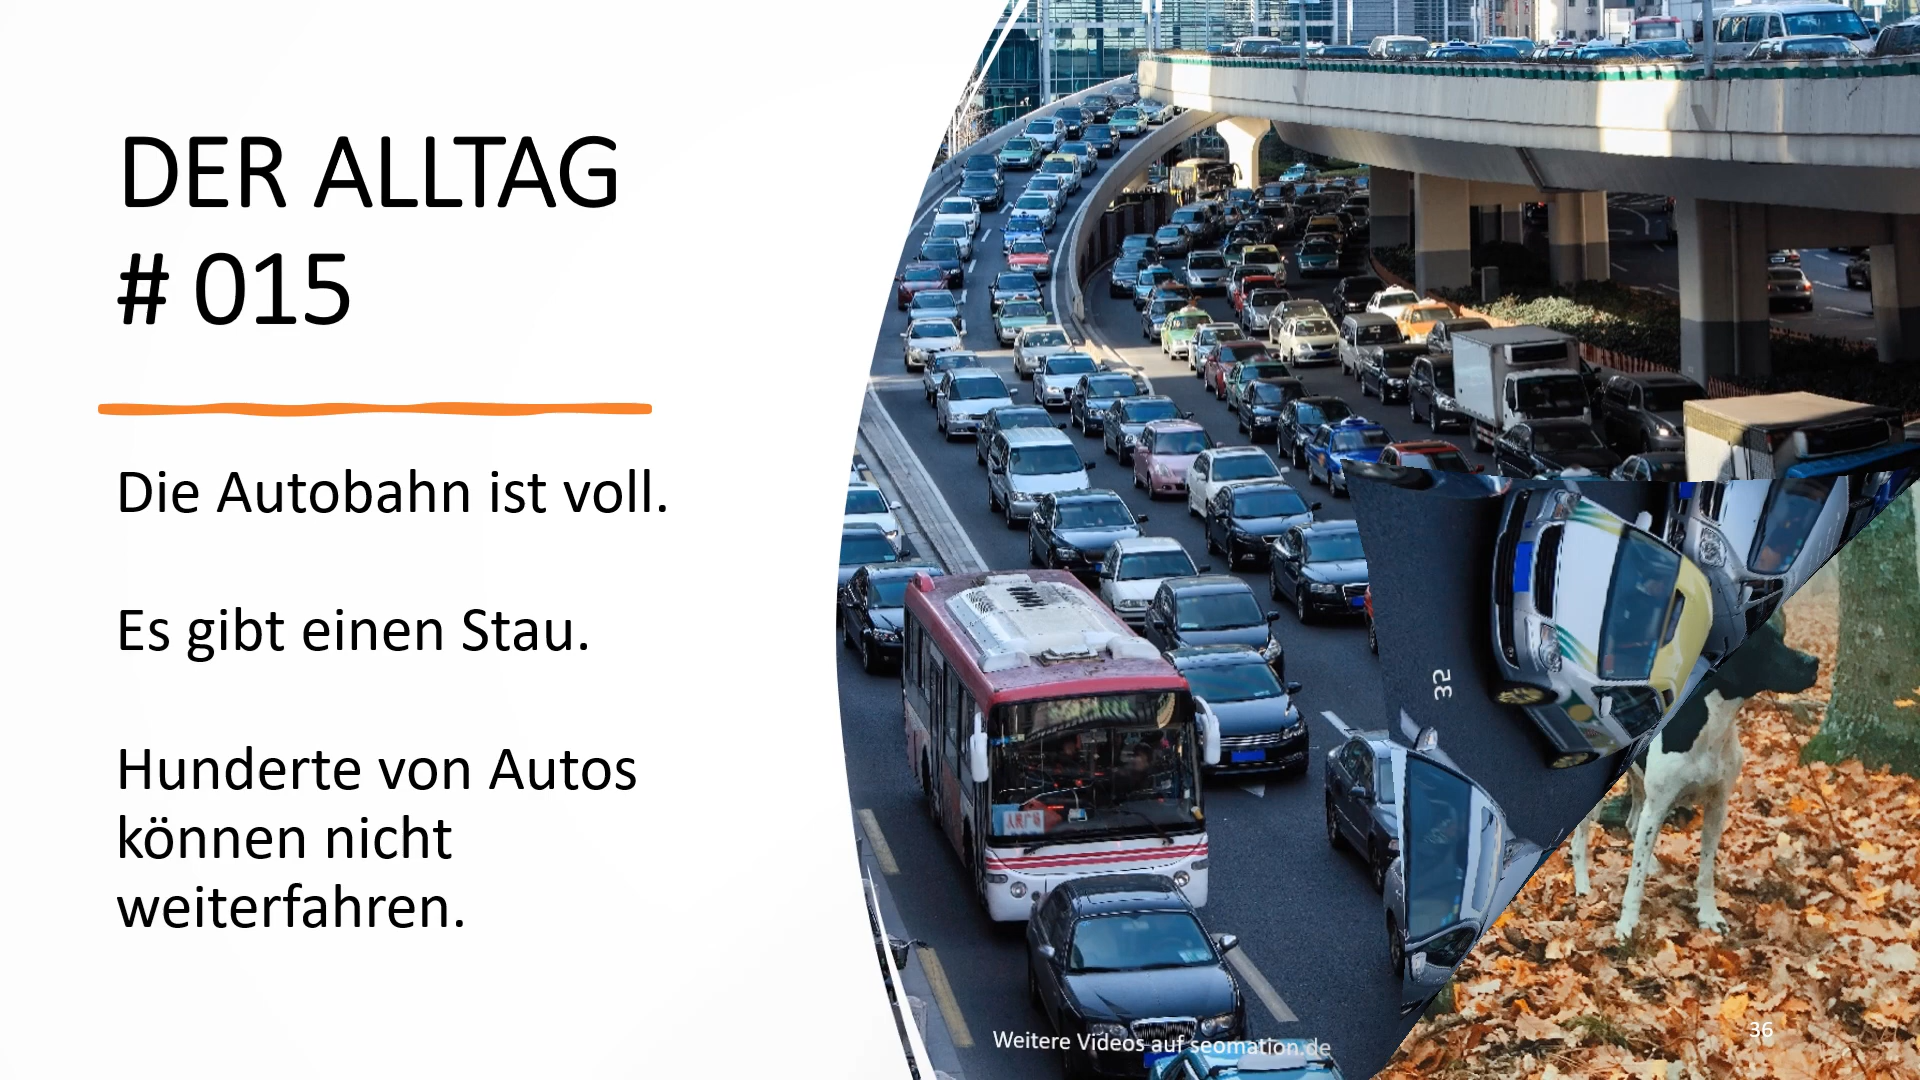 DER ALLTAG
# 015
Die Autobahn ist voll.
Es gibt einen Stau.
Hunderte von Autos
können nicht
weiterfahren.
Weitere Videos auf seomation.de
36